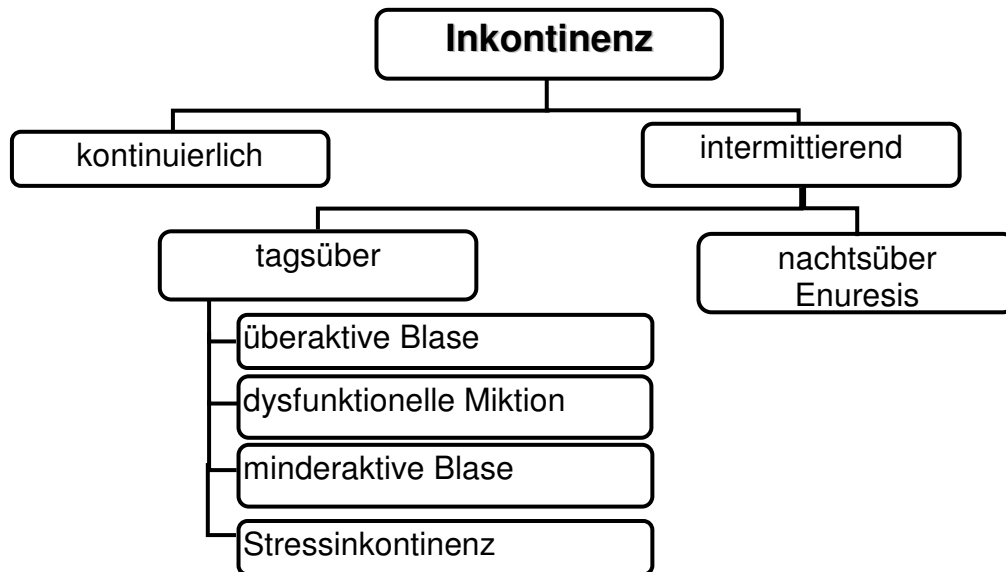 Inkontinenz
kontinuierlich
intermittierend
tagsüber
nachtsüber
Enuresis
überaktive Blase
dysfunktionelle Miktion
minderaktive Blase
Stressinkontinenz